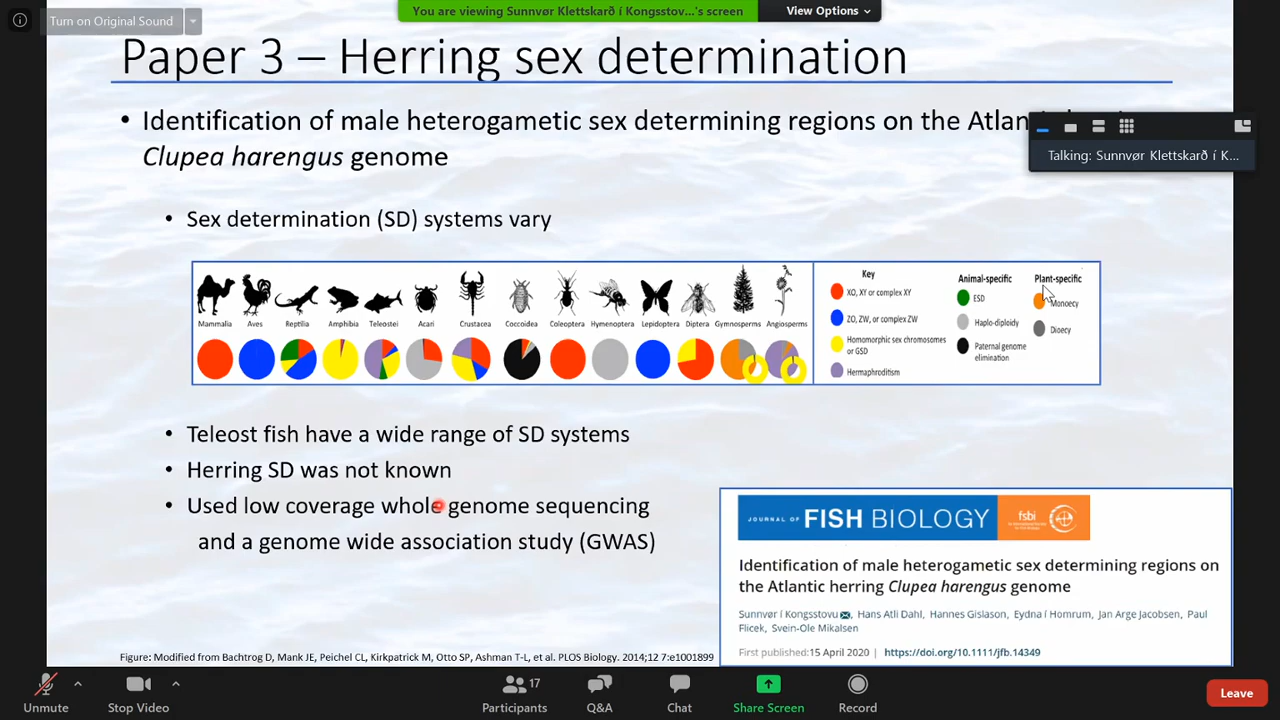 Turn on Original Sound
You are viewing Sunnvør Klettskarð í Kongsstov...'s screen
View Options
Paper 3 – Herring sex determination
• Identification of male heterogametic sex determining regions on the Atlan
Clupea harengus genome
Talking: Sunnvør Klettskarð í K...
• Sex determination (SD) systems vary
Mammalia Aves Reptilia Amphibia Teleostei Acari Crustacea Coccoidea Coleoptera Hymenoptera Lepidoptera Diptera Gymnosperms Angiosperms
Key
XO, XY or complex XY
ZO, ZW, or complex ZW
Homomorphic sex chromosomes
or GSD
Hermaphroditism
Animal-specific
ESD
Haplo-diploidy
Paternal genome
elimination
Plant-specific
Monoecy
Dioecy
• Teleost fish have a wide range of SD systems
• Herring SD was not known
• Used low coverage whole genome sequencing
and a genome wide association study (GWAS)
JOURNAL OF FISH BIOLOGY
fsbi
Identification of male heterogametic sex determining regions on
the Atlantic herring Clupea harengus genome
Sunnvør í Kongsstovu, Hans Atli Dahl, Hannes Gislason, Eydna í Homrum, Jan Arge Jacobsen, Paul
Flicek, Svein-Ole Mikalsen
First published: 15 April 2020 | https://doi.org/10.1111/jfb.14349
Figure: Modified from Bachtrog D, Mank JE, Peichel CL, Kirkpatrick M, Otto SP, Ashman T-L, et al. PLOS Biology. 2014;12 7:e1001899
Unmute
Stop Video
Participants
17
Q&A
Chat
Share Screen
Record
Leave